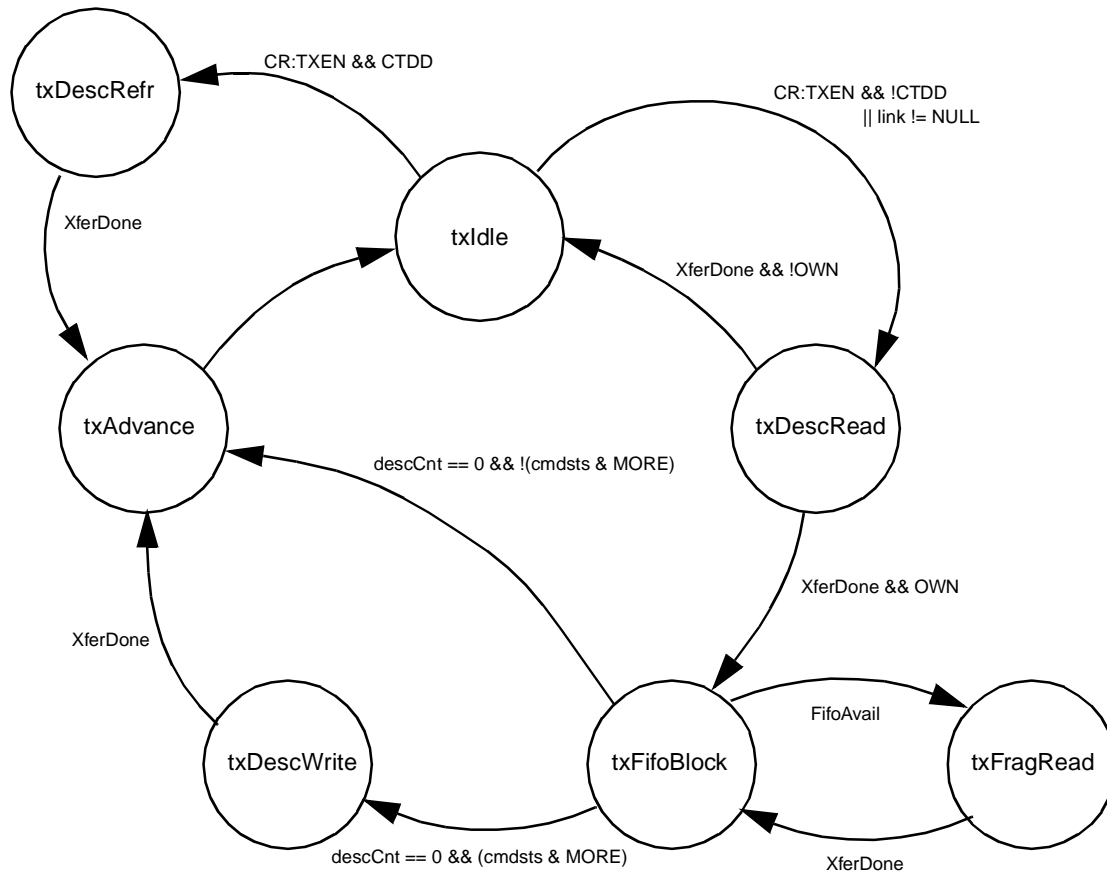 CR:TXEN && CTDD
txDescRefr
CR:TXEN && !CTDD
|| link != NULL
XferDone
txIdle
XferDone && !OWN
txAdvance
txDescRead
descCnt == 0 && !(cmdsts & MORE)
XferDone && OWN
XferDone
FifoAvail
txDescWrite
txFifoBlock
txFragRead
descCnt == 0 && (cmdsts & MORE)
XferDone